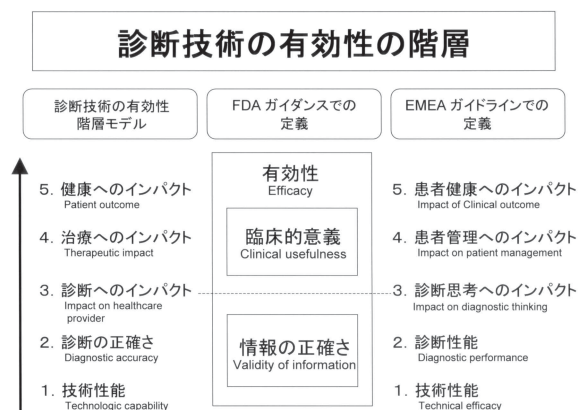 診断技術の有効性の階層
診断技術の有効性
階層モデル
FDA ガイダンスでの
定義
EMEA ガイドラインでの
定義
5. 健康へのインパクト
Patient outcome
4. 治療へのインパクト
Therapeutic impact
3. 診断へのインパクト
Impact on healthcare
provider
2. 診断の正確さ
Diagnostic accuracy
1. 技術性能
Technologic capability
有効性
Efficacy
臨床的意義
Clinical usefulness
情報の正確さ
Validity of information
5. 患者健康へのインパクト
Impact of Clinical outcome
4. 患者管理へのインパクト
Impact on patient management
3. 診断思考へのインパクト
Impact on diagnostic thinking
2. 診断性能
Diagnostic performance
1. 技術性能
Technical efficacy